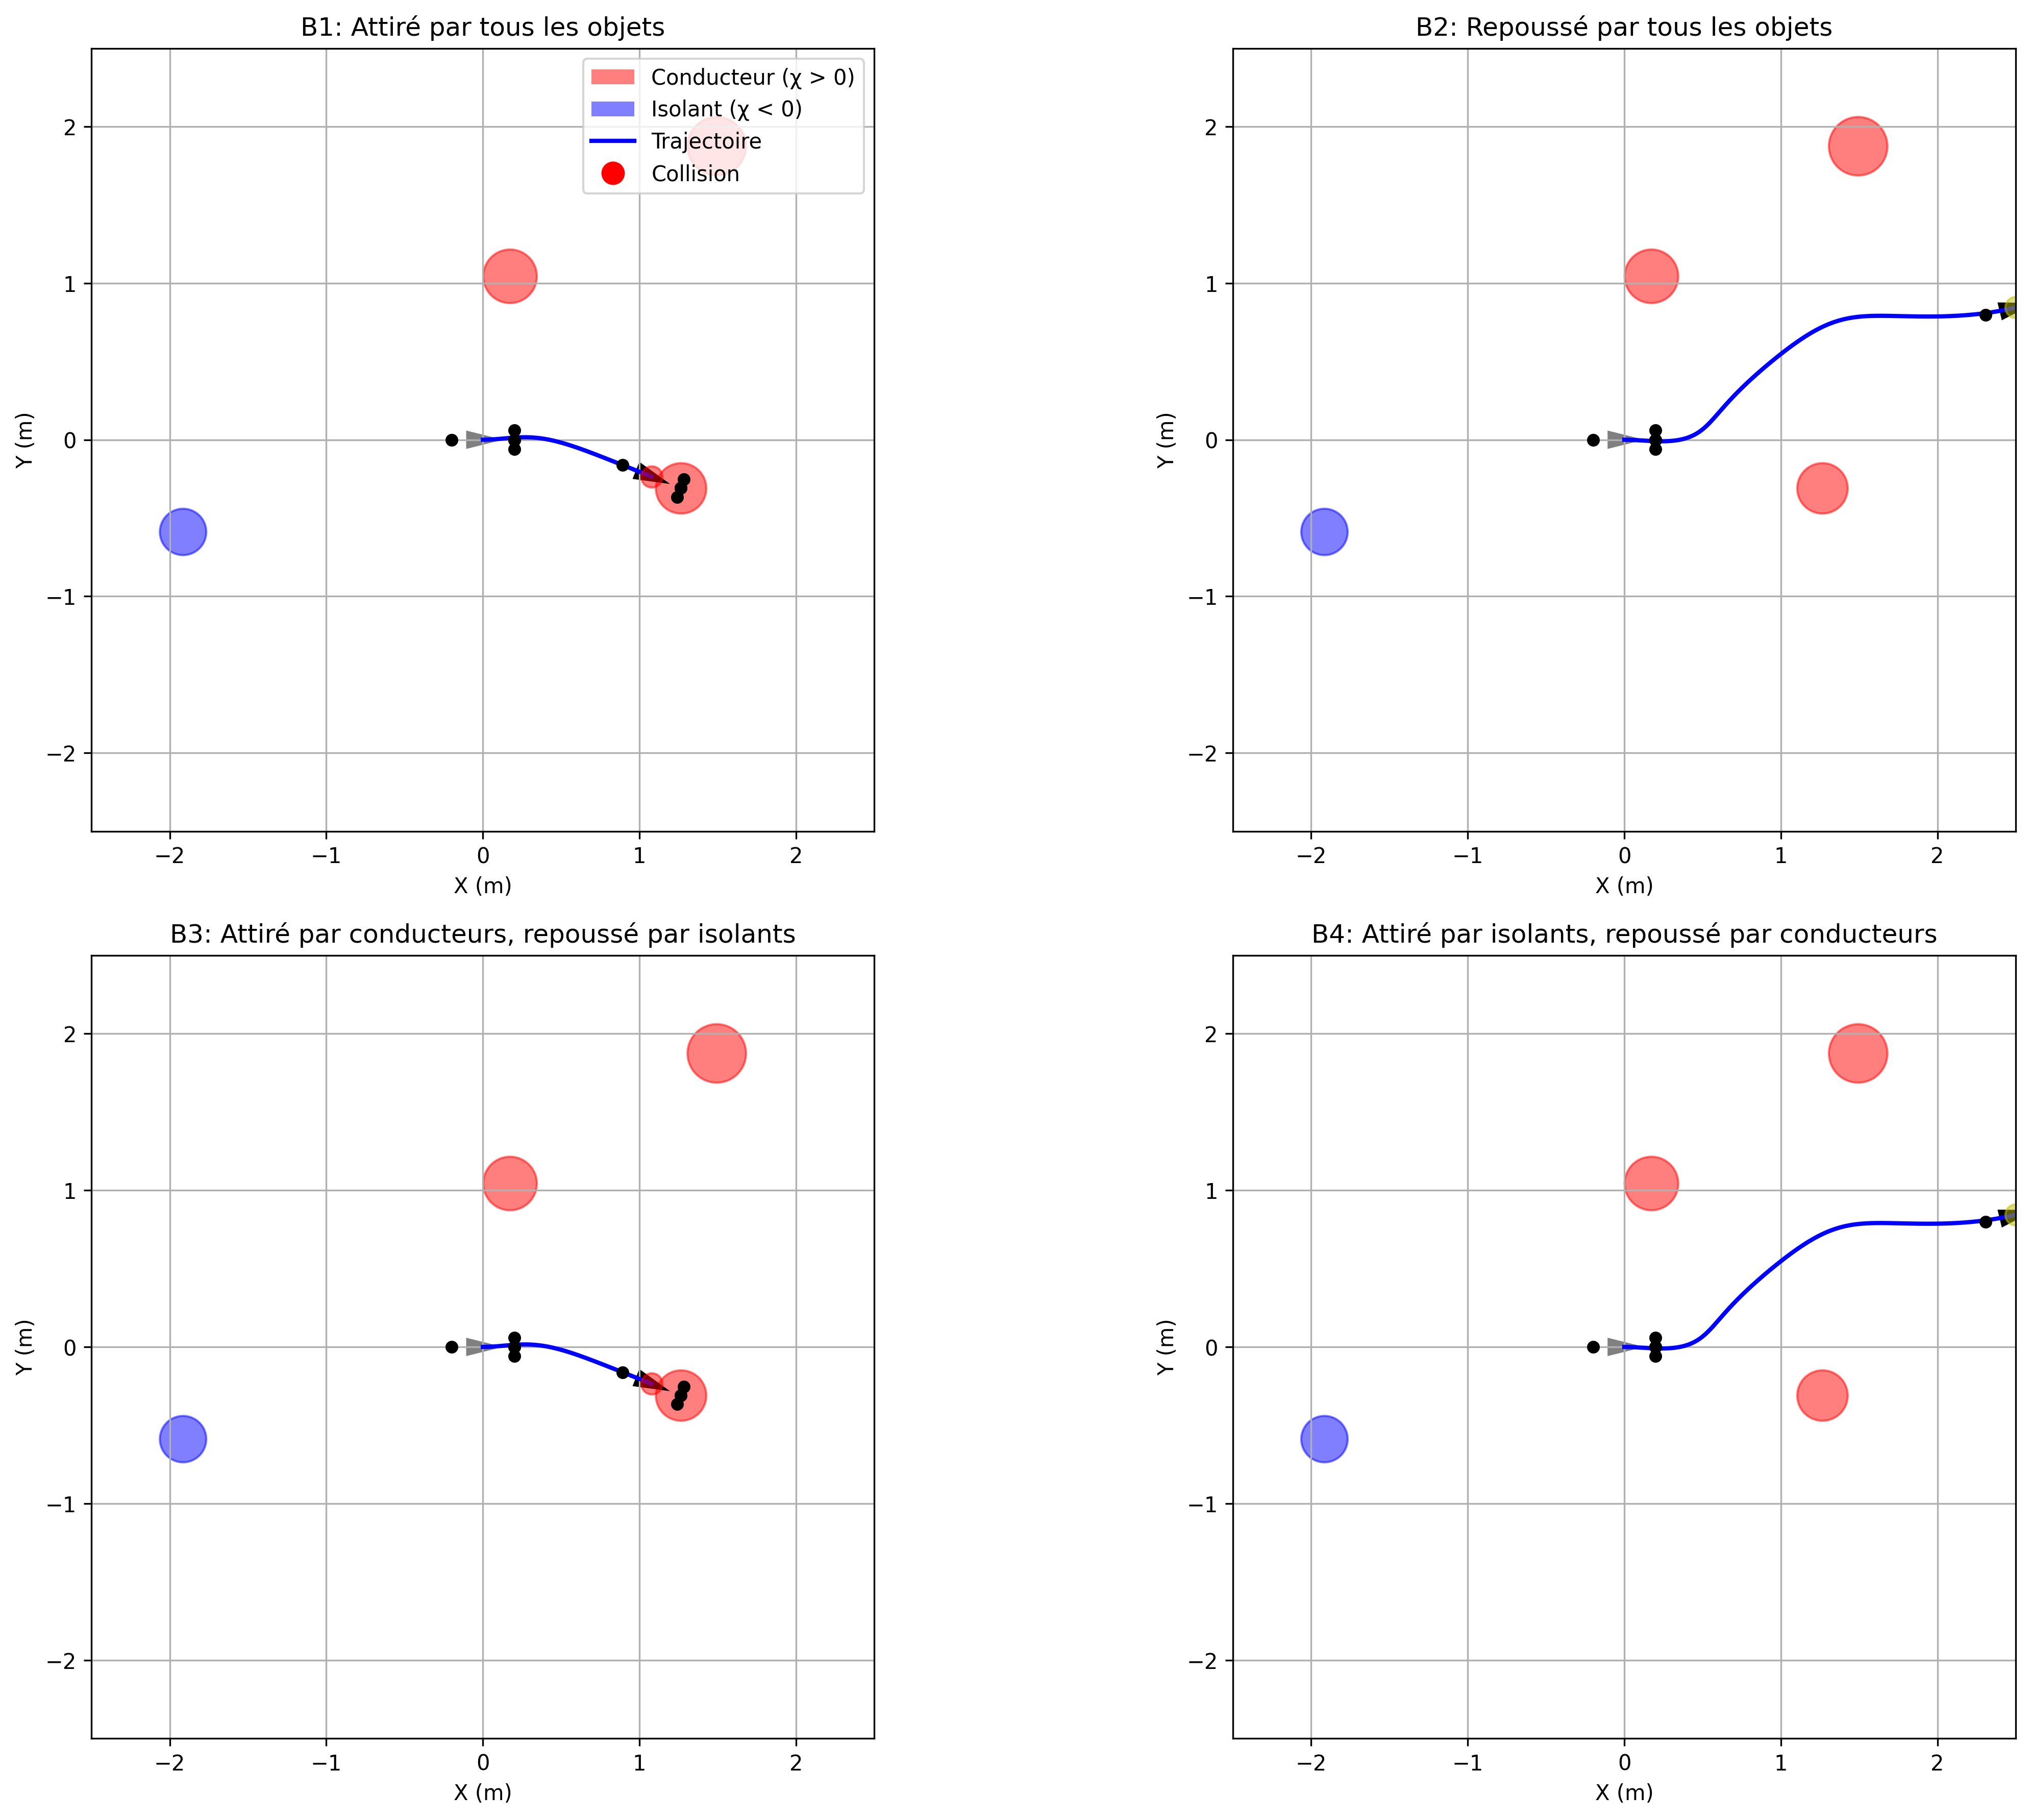 B1: Attiré par tous les objets
Conducteur (χ > 0)
Isolant (χ < 0)
Trajectoire
Collision
2
1
0
−1
−2
Y (m)
−2
−1
0
1
2
X (m)
B2: Repoussé par tous les objets
2
1
0
−1
−2
Y (m)
−2
−1
0
1
2
X (m)
B3: Attiré par conducteurs, repoussé par isolants
2
1
0
−1
−2
Y (m)
−2
−1
0
1
2
X (m)
B4: Attiré par isolants, repoussé par conducteurs
2
1
0
−1
−2
Y (m)
−2
−1
0
1
2
X (m)